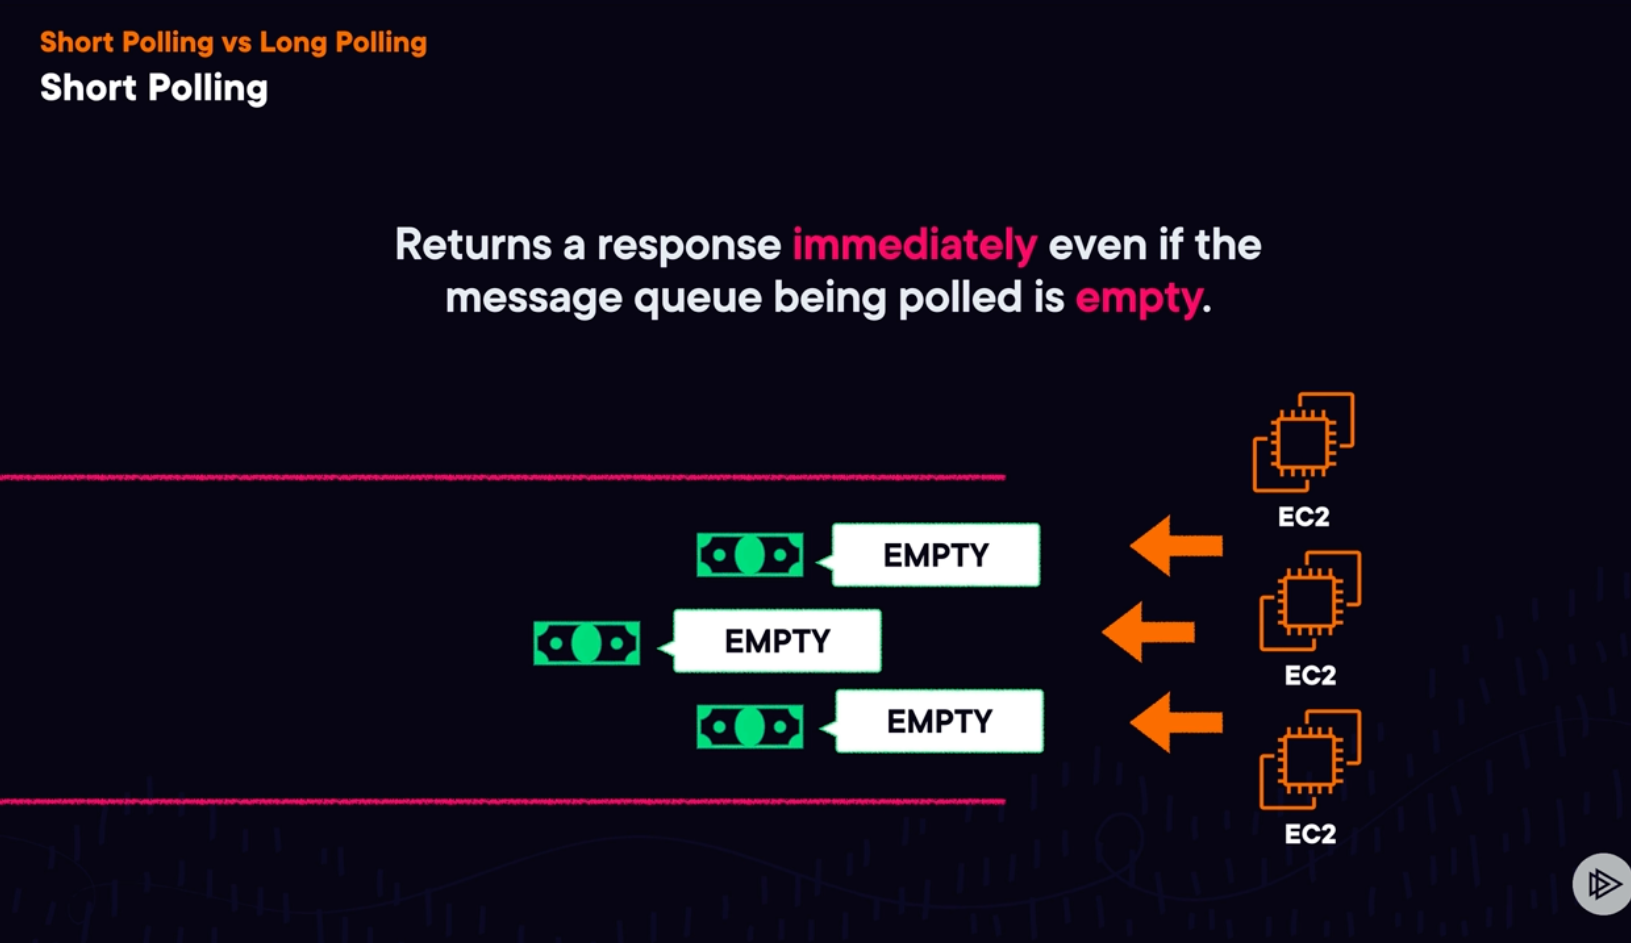 Short Polling vs Long Polling
Short Polling
Returns a response immediately even if the
message queue being polled is empty.
EC2
EMPTY
EMPTY
EC2
EMPTY
EC2